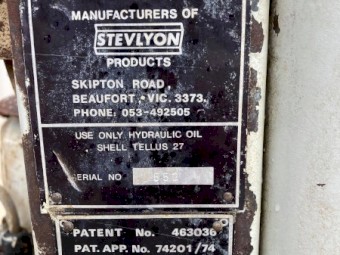 MANUFACTURERS OF
STEVLYON
PRODUCTS
SKIPTON ROAD,
BEAUFORT, VIC. 3373.
PHONE: 053-492505
USE ONLY HYDRAULIC OIL
SHELL TELLUS 27
SERIAL NO
PATENT No. 463036
PAT. APP. No. 74201/74